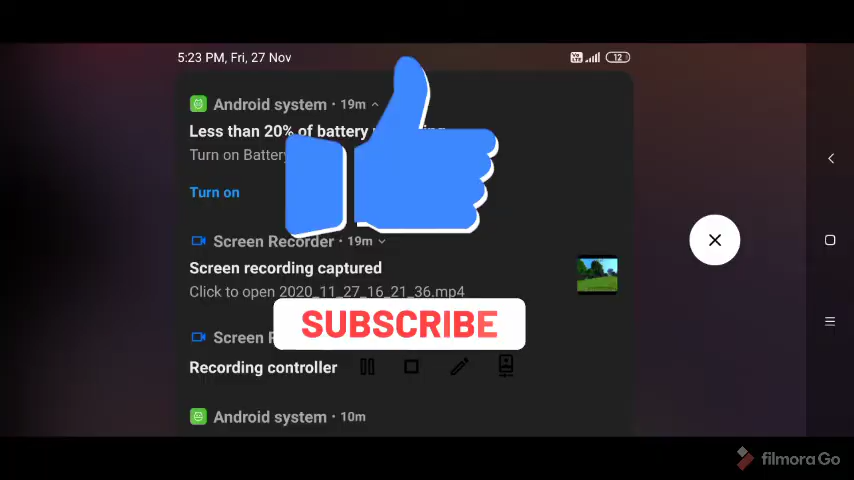 5:23 PM, Fri, 27 Nov
12
Android system • 19m
Less than 20% of battery
Turn on Battery
Turn on
Screen Recorder • 19m
Screen recording captured
Click to open 2020_11_27_16_21_36.mp4
SUBSCRIBE
Screen
Recording controller
Android system • 10m
filmoraGo